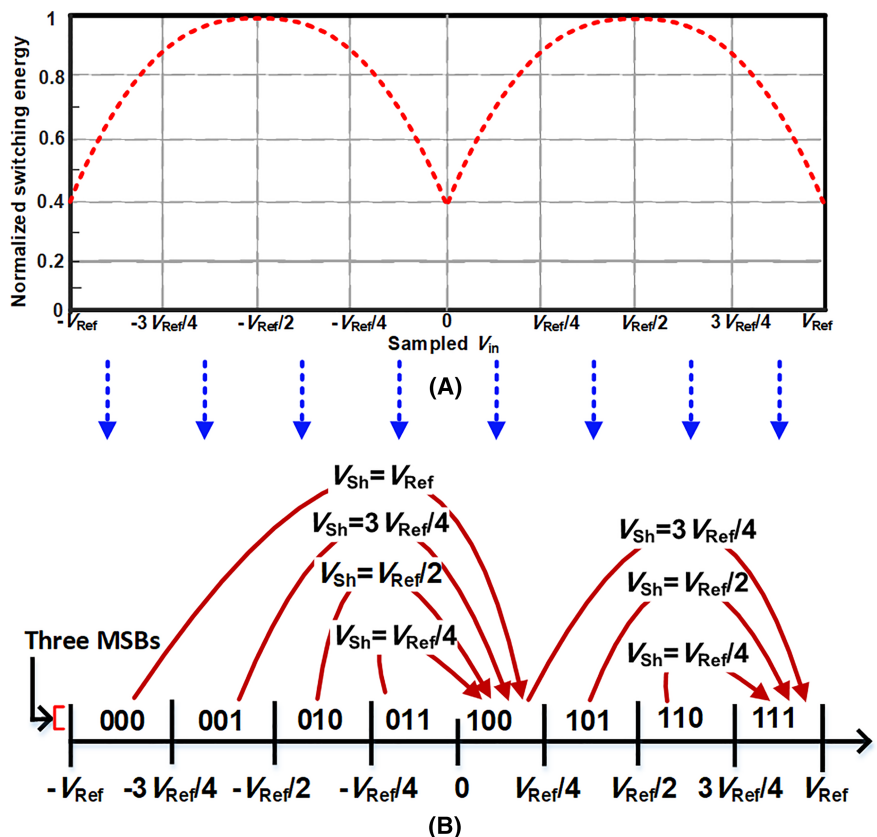 Normalized switching energy
1
0.8
0.6
0.4
0.2
0
-VRef -3 VRef/4 -VRef/2 -VRef/4 0 VRef/4 VRef/2 3 VRef/4 VRef
Sampled Vin
(A)
VSh=VRef
VSh=3 VRef/4
VSh=VRef/2
VSh=VRef/4
VSh=3 VRef/4
VSh=VRef/2
VSh=VRef/4
Three MSBs
000 001 010 011 100 101 110 111
-VRef -3 VRef/4 -VRef/2 -VRef/4 0 VRef/4 VRef/2 3 VRef/4 VRef
(B)